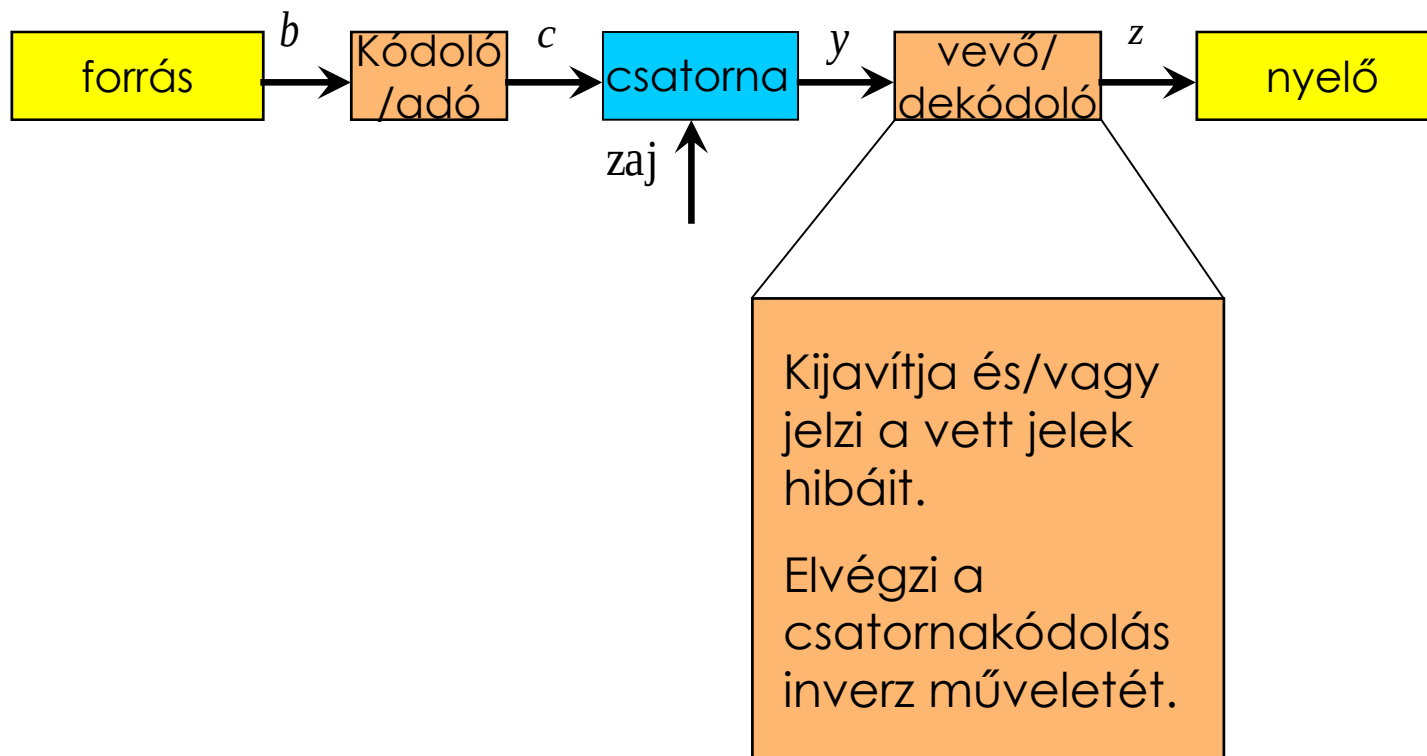 b
c
y
z
forrás
Kódoló
/adó
csatorna
vevő/
dekódoló
nyelő
zaj
Kijavítja és/vagy
jelzi a vett jelek
hibáit.
Elvégzi a
csatornakódolás
inverz műveletét.